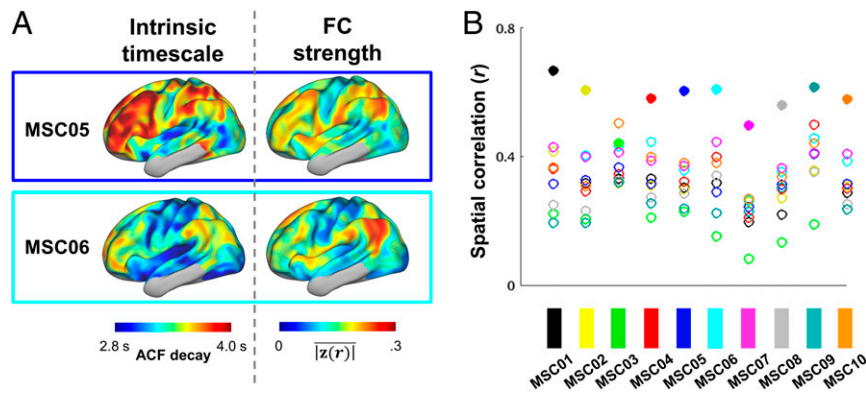 A
Intrinsic timescale
FC strength
MSC05
MSC06
2.8 s
ACF decay
4.0 s
0
|z(r)|
.3
B
Spatial correlation (r)
0.8
0.4
0
MSC01
MSC02
MSC03
MSC04
MSC05
MSC06
MSC07
MSC08
MSC09
MSC10